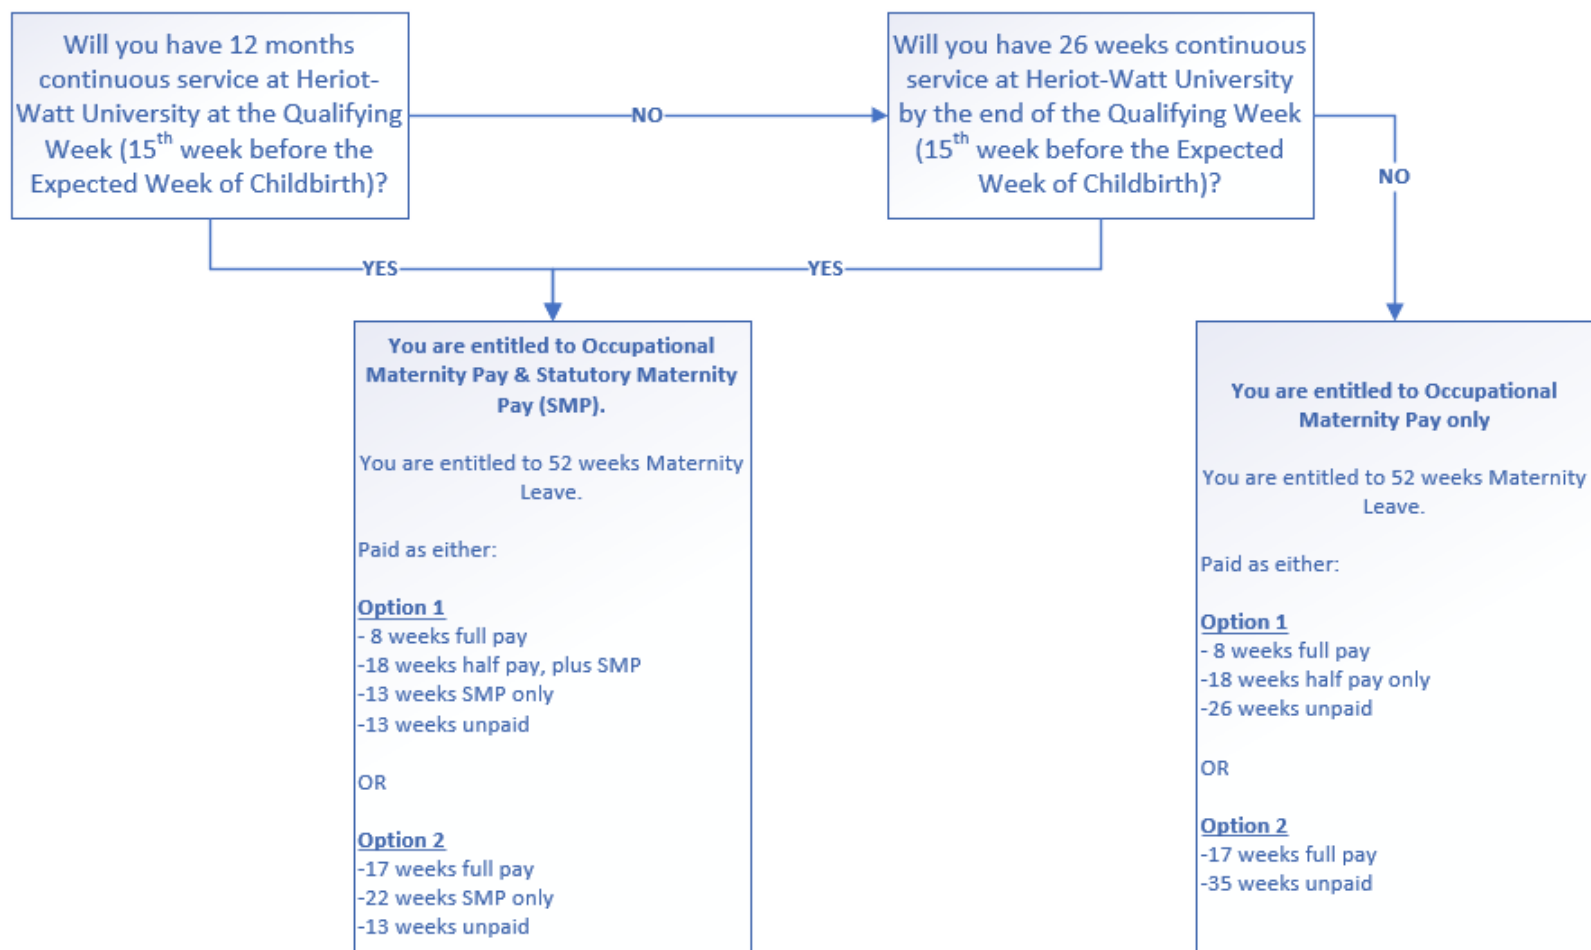 Will you have 12 months
continuous service at Heriot-
Watt University at the Qualifying
Week (15th week before the
Expected Week of Childbirth)?
NO
Will you have 26 weeks continuous
service at Heriot-Watt University
by the end of the Qualifying Week
(15th week before the Expected
Week of Childbirth)?
NO
YES
YES
You are entitled to Occupational
Maternity Pay & Statutory Maternity
Pay (SMP).
You are entitled to 52 weeks Maternity
Leave.
Paid as either:
Option 1
- 8 weeks full pay
-18 weeks half pay, plus SMP
-13 weeks SMP only
-13 weeks unpaid
OR
Option 2
-17 weeks full pay
-22 weeks SMP only
-13 weeks unpaid
You are entitled to Occupational
Maternity Pay only
You are entitled to 52 weeks Maternity
Leave.
Paid as either:
Option 1
- 8 weeks full pay
-18 weeks half pay only
-26 weeks unpaid
OR
Option 2
-17 weeks full pay
-35 weeks unpaid